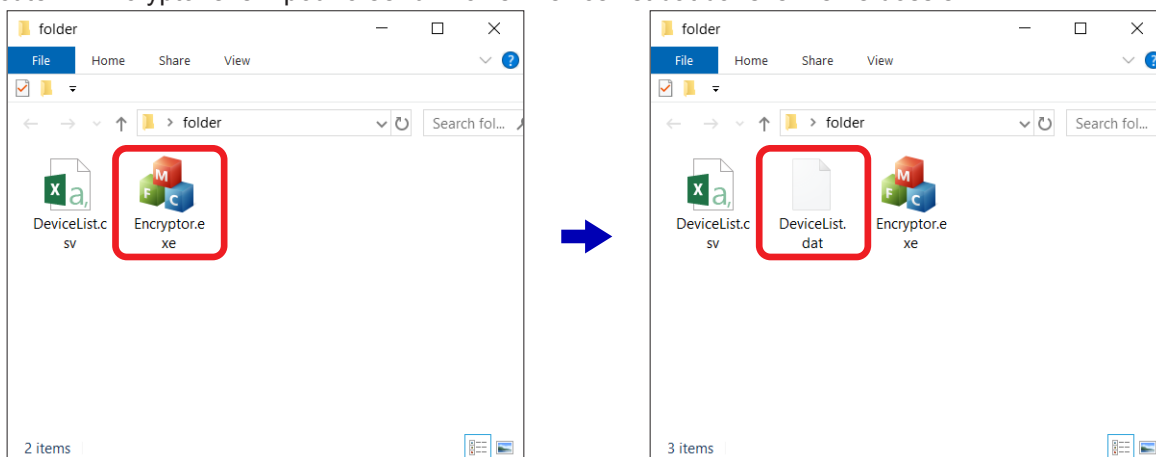 folder
File Home Share View
folder
Search fol...
DeviceList.c
sv
Encryptor.e
xe
2 items
folder
File Home Share View
folder
Search fol...
DeviceList.c
sv
DeviceList.
dat
Encryptor.e
xe
3 items